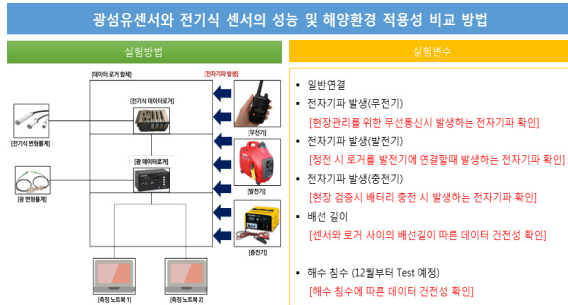 광섬유센서와 전기식 센서의 성능 및 해양환경 적용성 비교 방법
실험방법
[데이터 로거 함체]
[전자기파 발생]
[전기식 데이터로거]
[무전기]
[전기식 변형률계]
[광 데이터로거]
[발전기]
[광 변형률계]
[충전기]
[측정 노트북 1]
[측정 노트북 2]
실험변수
▪ 일반연결
▪ 전자기파 발생(무전기)
[현장관리를 위한 무선통신시 발생하는 전자기파 확인]
▪ 전자기파 발생(발전기)
[정전 시 로거를 발전기에 연결할때 발생하는 전자기파 확인]
▪ 전자기파 발생(충전기)
[현장 검증시 배터리 충전 시 발생하는 전자기파 확인]
▪ 배선 길이
[센서와 로거 사이의 배선길이 따른 데이터 건전성 확인]
▪ 해수 침수 (12월부터 Test 예정)
[해수 침수에 따른 데이터 건전성 확인]